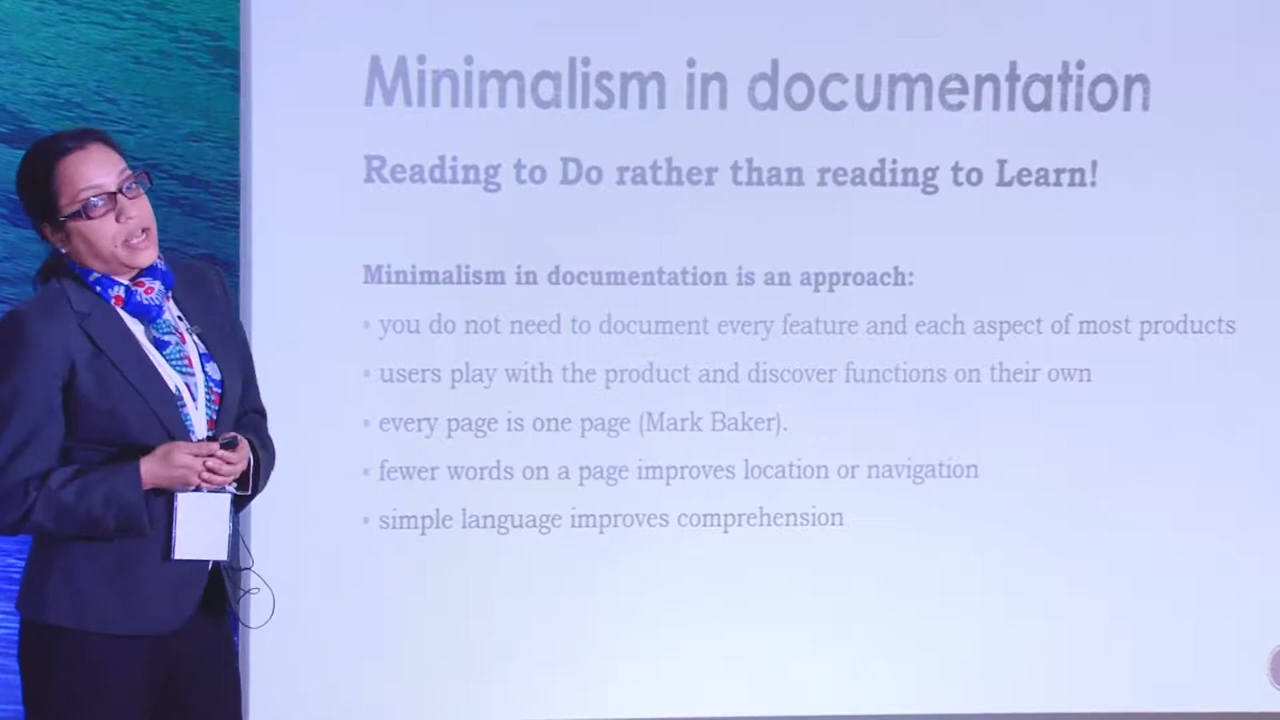 Minimalism in documentation
Reading to Do rather than reading to Learn!
Minimalism in documentation is an approach:
▪ you do not need to document every feature and each aspect of most products
▪ users play with the product and discover functions on their own
▪ every page is one page (Mark Baker).
▪ fewer words on a page improves location or navigation
▪ simple language improves comprehension